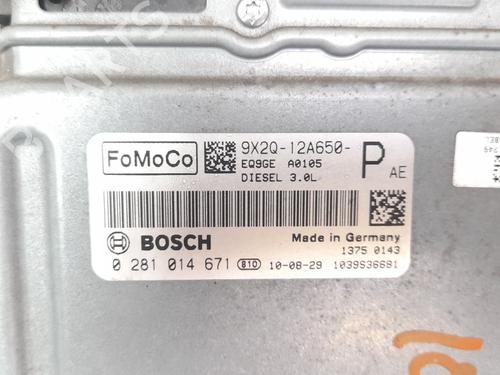 FoMoCo
9X2Q-12A650-
EQ9GE A0105
DIESEL 3.0L
P AE
BOSCH
Made in Germany
1375 0143
0 281 014 671 810 10-08-29 1039S36681